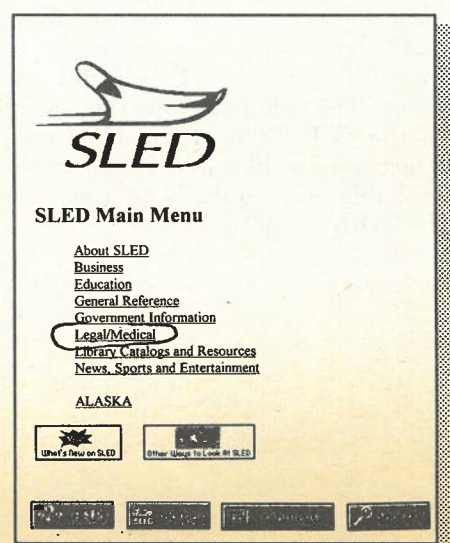 SLED
SLED Main Menu
About SLED
Business
Education
General Reference
Government Information
Legal/Medical
Library Catalogs and Resources
News, Sports and Entertainment
ALASKA
What's New on SLED
Other Ways to Look At SLED
SLED